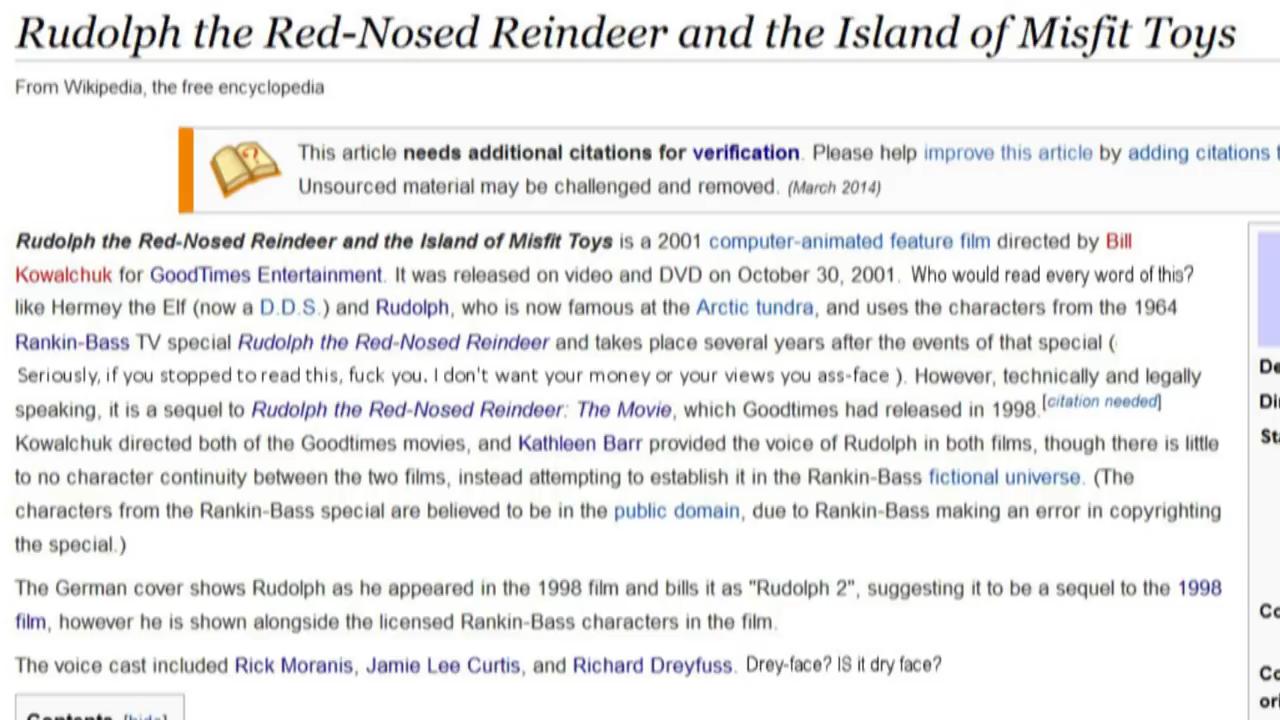 Rudolph the Red-Nosed Reindeer and the Island of Misfit Toys
From Wikipedia, the free encyclopedia
This article needs additional citations for verification. Please help improve this article by adding citations t
Unsourced material may be challenged and removed. (March 2014)
Rudolph the Red-Nosed Reindeer and the Island of Misfit Toys is a 2001 computer-animated feature film directed by Bill
Kowalchuk for GoodTimes Entertainment. It was released on video and DVD on October 30, 2001. Who would read every word of this?
like Hermey the Elf (now a D.D.S.) and Rudolph, who is now famous at the Arctic tundra, and uses the characters from the 1964
Rankin-Bass TV special Rudolph the Red-Nosed Reindeer and takes place several years after the events of that special (
Seriously, if you stopped to read this, fuck you. I don't want your money or your views you ass-face ). However, technically and legally
speaking, it is a sequel to Rudolph the Red-Nosed Reindeer: The Movie, which Goodtimes had released in 1998.[citation needed]
Kowalchuk directed both of the Goodtimes movies, and Kathleen Barr provided the voice of Rudolph in both films, though there is little
to no character continuity between the two films, instead attempting to establish it in the Rankin-Bass fictional universe. (The
characters from the Rankin-Bass special are believed to be in the public domain, due to Rankin-Bass making an error in copyrighting
the special.)
The German cover shows Rudolph as he appeared in the 1998 film and bills it as "Rudolph 2", suggesting it to be a sequel to the 1998
film, however he is shown alongside the licensed Rankin-Bass characters in the film.
The voice cast included Rick Moranis, Jamie Lee Curtis, and Richard Dreyfuss. Drey-face? IS it dry face?
Contents [hide]
De
Di
St
Co
Co
ori